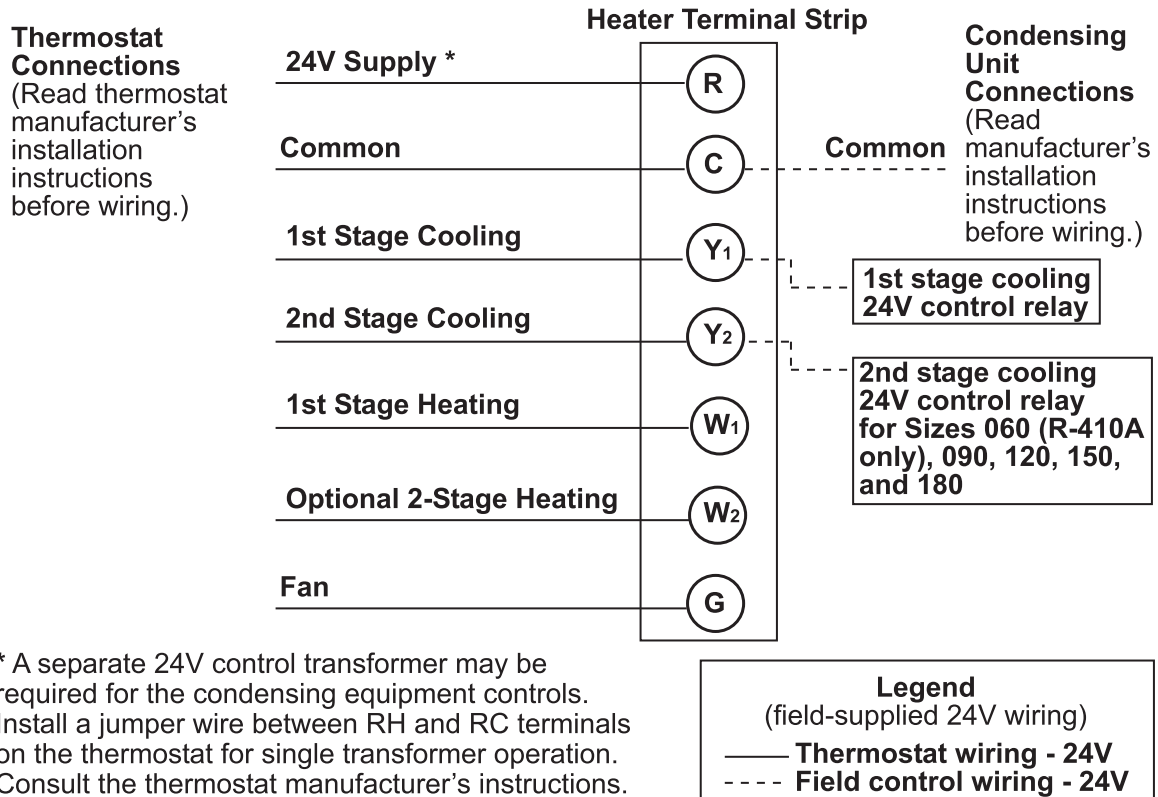 Heater Terminal Strip
Thermostat
Connections
(Read thermostat
manufacturer's
installation
instructions
before wiring.)
24V Supply *
R
Common
C
Common
Condensing
Unit
Connections
(Read
manufacturer's
installation
instructions
before wiring.)
1st Stage Cooling
Y1
1st stage cooling
24V control relay
2nd Stage Cooling
Y2
2nd stage cooling
24V control relay
for Sizes 060 (R-410A
only), 090, 120, 150,
and 180
1st Stage Heating
W1
Optional 2-Stage Heating
W2
Fan
G
* A separate 24V control transformer may be
required for the condensing equipment controls.
Install a jumper wire between RH and RC terminals
on the thermostat for single transformer operation.
Consult the thermostat manufacturer's instructions.
Legend
(field-supplied 24V wiring)
Thermostat wiring - 24V
Field control wiring - 24V